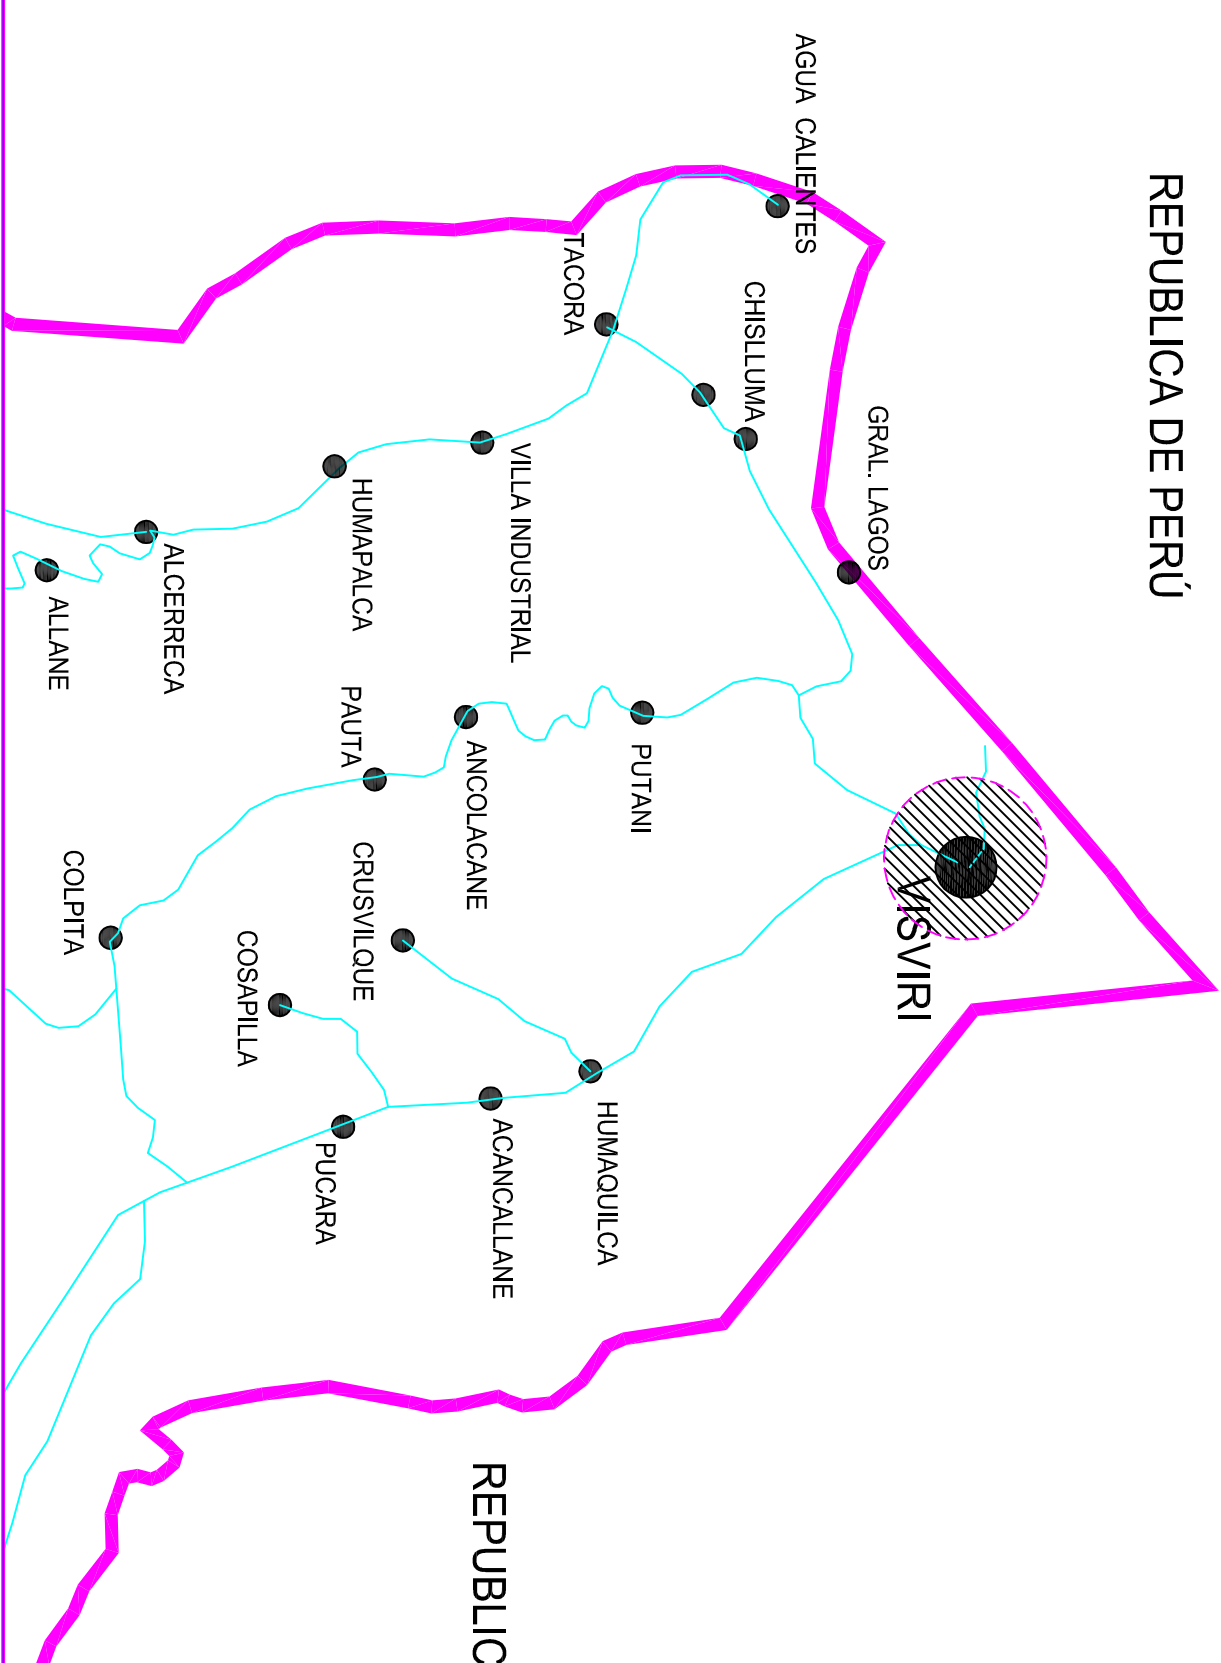 REPUBLICA DE PERÚ
VISVIRI
GRAL. LAGOS
AGUA CALIENTES
CHISLLUMA
PUTANI
HUMAQUILCA
TACORA
VILLA INDUSTRIAL
ANCOLACANE
ACANCALLANE
REPUBLIC
HUMAPALCA
PAUTA
CRUSVILQUE
PUCARA
COSAPILLA
ALCERRECA
COLPITA
ALLANE